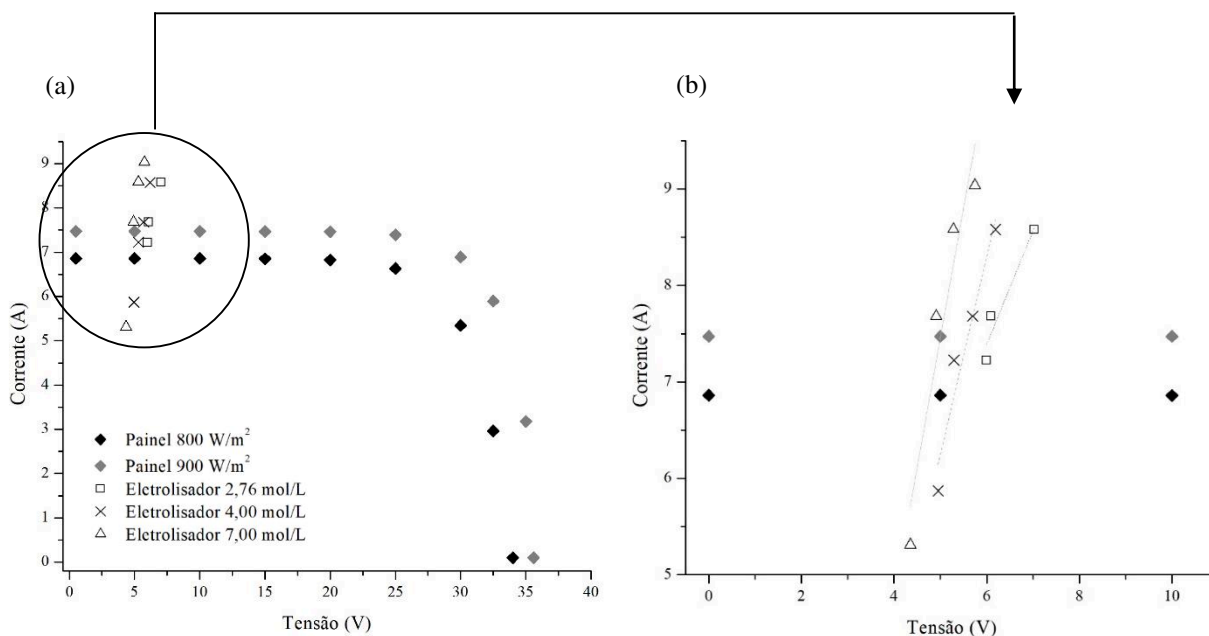 (a)
9
8
7
6
5
4
3
2
1
0
Corrente (A)
Painel 800 W/m²
Painel 900 W/m²
Eletrolisador 2,76 mol/L
Eletrolisador 4,00 mol/L
Eletrolisador 7,00 mol/L
0 5 10 15 20 25 30 35 40
Tensão (V)
(b)
9
8
7
6
5
Corrente (A)
0 2 4 6 8 10
Tensão (V)